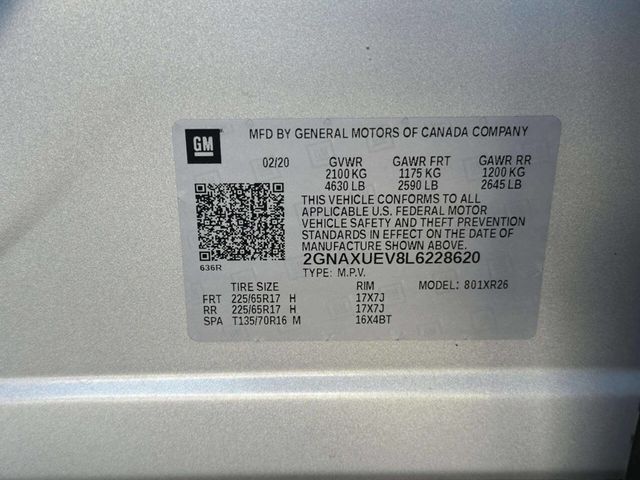 GM MFD BY GENERAL MOTORS OF CANADA COMPANY
02/20 GVWR GAWR FRT GAWR RR
2100 KG 1175 KG 1200 KG
4630 LB 2590 LB 2645 LB
THIS VEHICLE CONFORMS TO ALL
APPLICABLE U.S. FEDERAL MOTOR
VEHICLE SAFETY AND THEFT PREVENTION
STANDARDS IN EFFECT ON THE DATE OF
MANUFACTURE SHOWN ABOVE.
636R 2GNAXUEV8L6228620
TYPE: M.P.V.
TIRE SIZE RIM MODEL: 801XR26
FRT 225/65R17 H 17X7J
RR 225/65R17 H 17X7J
SPA T135/70R16 M 16X4BT